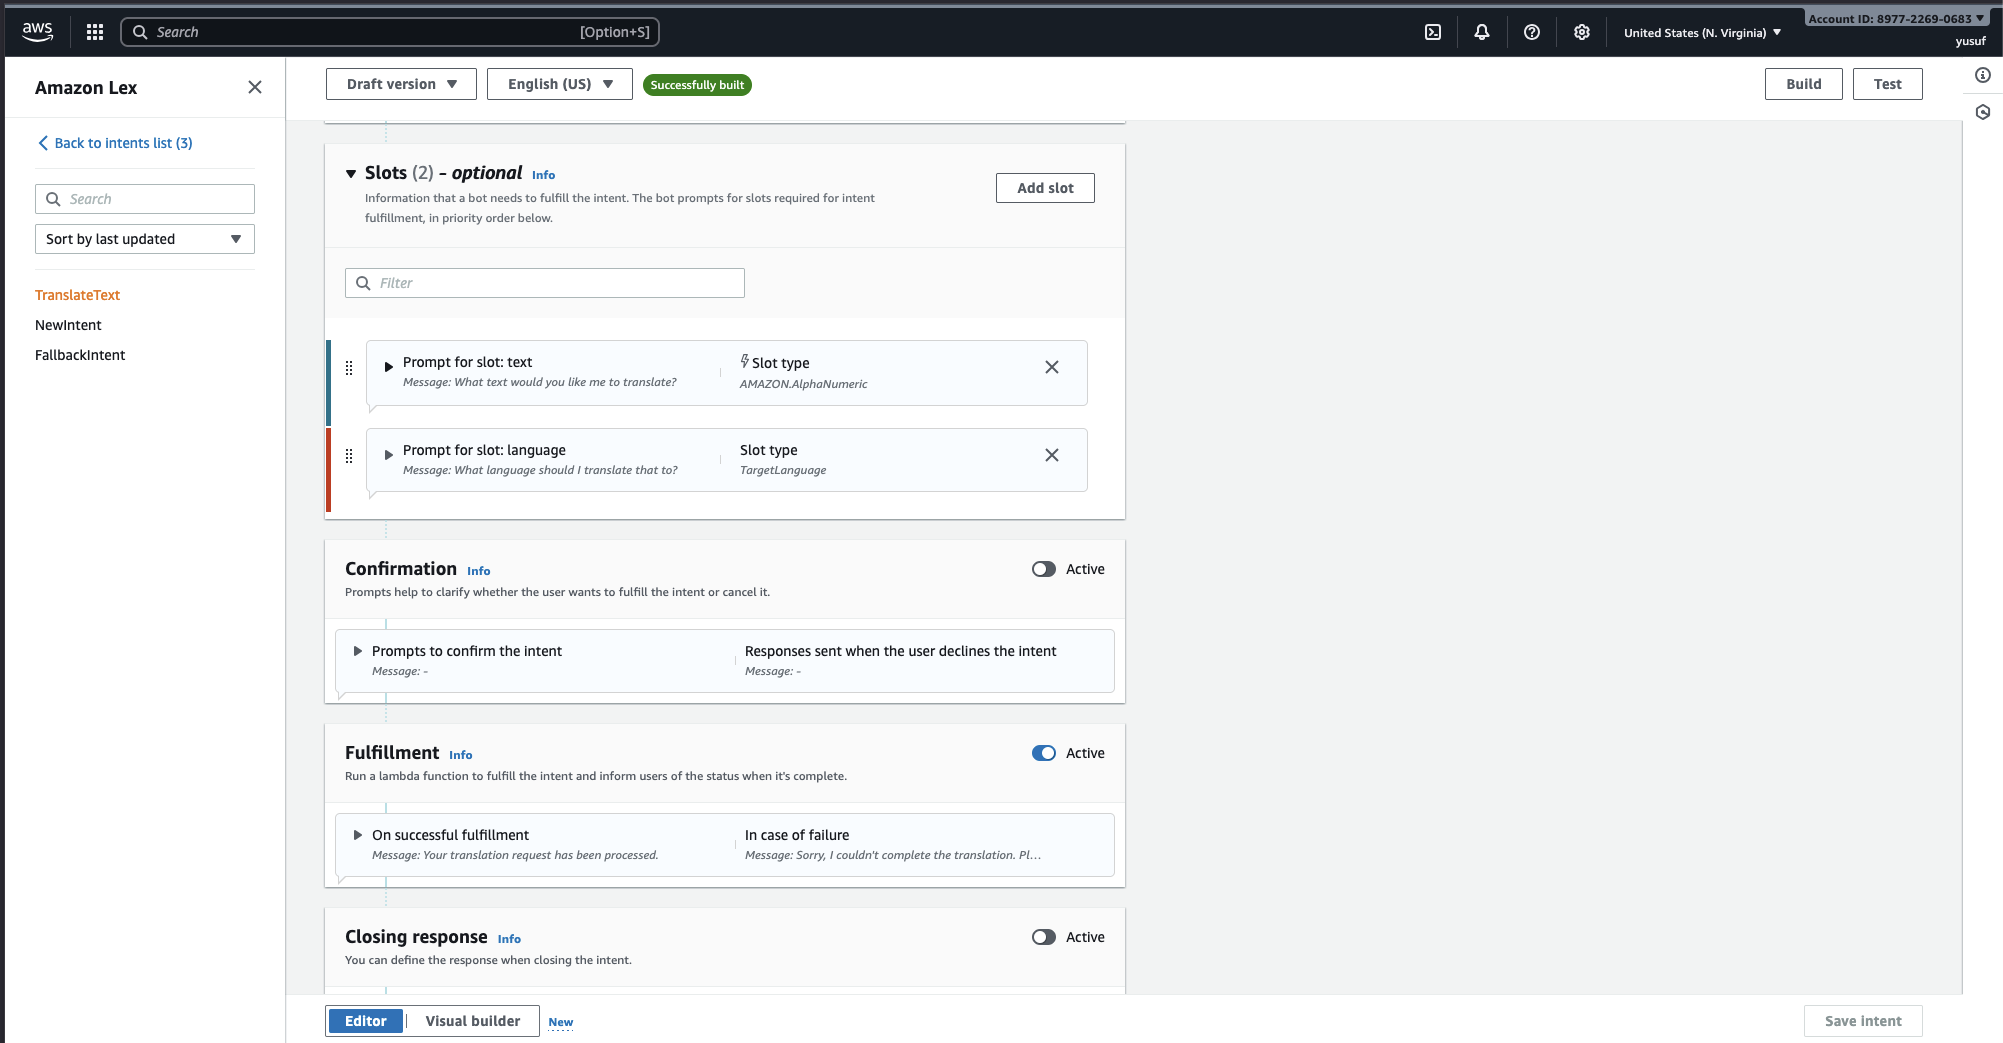 aws
Search
[Option+S]
United States (N. Virginia)
Account ID: 8977-2269-0683
yusuf
Amazon Lex
Back to intents list (3)
Search
Sort by last updated
TranslateText
NewIntent
FallbackIntent
Draft version
English (US)
Successfully built
Build
Test
Slots (2) - optional Info
Information that a bot needs to fulfill the intent. The bot prompts for slots required for intent
fulfillment, in priority order below.
Add slot
Filter
Prompt for slot: text
Message: What text would you like me to translate?
Slot type
AMAZON.AlphaNumeric
Prompt for slot: language
Message: What language should I translate that to?
Slot type
TargetLanguage
Confirmation Info
Prompts help to clarify whether the user wants to fulfill the intent or cancel it.
Active
Prompts to confirm the intent
Message: -
Responses sent when the user declines the intent
Message: -
Fulfillment Info
Run a lambda function to fulfill the intent and inform users of the status when it's complete.
Active
On successful fulfillment
Message: Your translation request has been processed.
In case of failure
Message: Sorry, I couldn't complete the translation. Pl...
Closing response Info
You can define the response when closing the intent.
Active
Editor
Visual builder
New
Save intent